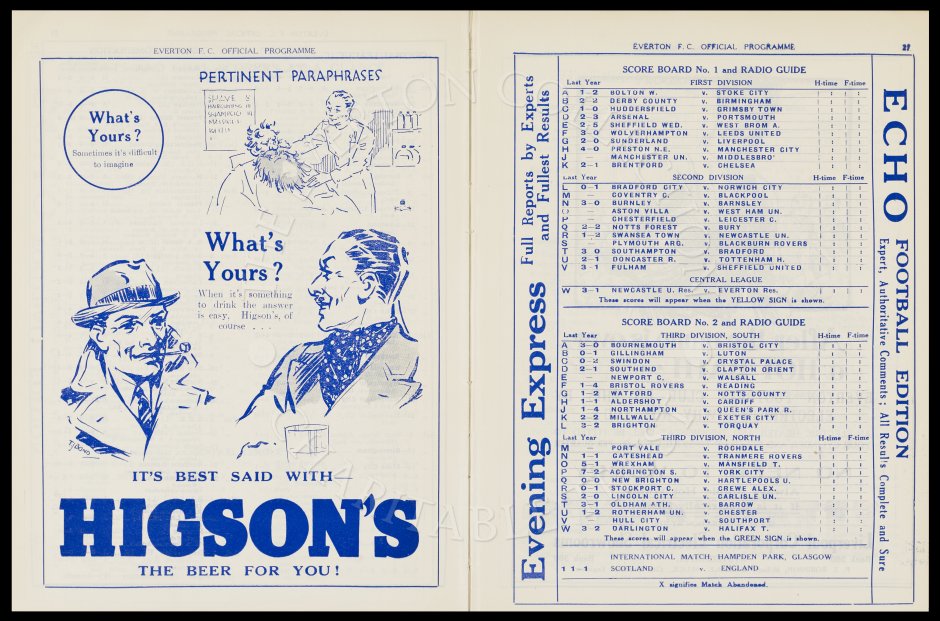 EVERTON F. C. OFFICIAL PROGRAMME
PERTINENT PARAPHRASES
What's
Yours?
Sometimes it's difficult
to imagine
SHAVE
HAIRCUTTING
SHAMPOO
MASSAGE
What's
Yours?
When it's something
to drink the answer
is easy. Higson's, of
course . . .
IT'S BEST SAID WITH
HIGSON'S
THE BEER FOR YOU!
EVERTON F. C. OFFICIAL PROGRAMME 27
Evening Express Full Reports by Experts
and Fullest Results
SCORE BOARD No. 1 and RADIO GUIDE
Last Year FIRST DIVISION H-time F-time
A 1-2 BOLTON W. v. STOKE CITY : :
B 2-2 DERBY COUNTY v. BIRMINGHAM : :
C 1-0 HUDDERSFIELD v. GRIMSBY TOWN : :
D 2-3 ARSENAL v. PORTSMOUTH : :
E 2-5 SHEFFIELD WED. v. WEST BROM A. : :
F 3-0 WOLVERHAMPTON v. LEEDS UNITED : :
G 2-0 SUNDERLAND v. LIVERPOOL : :
H 4-0 PRESTON N.E. v. MANCHESTER CITY : :
J MANCHESTER UN. v. MIDDLESBRO' : :
K 2-1 BRENTFORD v. CHELSEA : :
Last Year SECOND DIVISION H-time F-time
L 0-1 BRADFORD CITY v. NORWICH CITY : :
M — COVENTRY C. v. BLACKPOOL : :
N 3-0 BURNLEY v. BARNSLEY : :
O — ASTON VILLA v. WEST HAM UN. : :
P — CHESTERFIELD v. LEICESTER C. : :
Q 2-2 NOTTS FOREST v. BURY : :
R 1-2 SWANSEA TOWN v. NEWCASTLE UN. : :
S — PLYMOUTH ARG. v. BLACKBURN ROVERS : :
T 3-0 SOUTHAMPTON v. BRADFORD : :
U 2-1 DONCASTER R. v. TOTTENHAM H. : :
V 3-1 FULHAM v. SHEFFIELD UNITED : :
CENTRAL LEAGUE
W 3-1 NEWCASTLE U. Res. v. EVERTON Res. : :
These scores will appear when the YELLOW SIGN is shown.
SCORE BOARD No. 2 and RADIO GUIDE
Last Year THIRD DIVISION, SOUTH H-time F-time
A 3-0 BOURNEMOUTH v. BRISTOL CITY : :
B 0-1 GILLINGHAM v. LUTON : :
C 0-2 SWINDON v. CRYSTAL PALACE : :
D 2-1 SOUTHEND v. CLAPTON ORIENT : :
E NEWPORT C. v. WALSALL : :
F 1-4 BRISTOL ROVERS v. READING : :
G 1-2 WATFORD v. NOTTS COUNTY : :
H 1-1 ALDERSHOT v. CARDIFF : :
J 1-4 NORTHAMPTON v. QUEEN'S PARK R. : :
K 2-2 MILLWALL v. EXETER CITY : :
L 3-2 BRIGHTON v. TORQUAY : :
Last Year THIRD DIVISION, NORTH H-time F-time
M PORT VALE v. ROCHDALE : :
N 1-1 GATESHEAD v. TRANMERE ROVERS : :
O 5-1 WREXHAM v. MANSFIELD T. : :
P 7-2 ACCRINGTON S. v. YORK CITY : :
Q 0-0 NEW BRIGHTON v. HARTLEPOOLS U. : :
R 0-1 STOCKPORT C. v. CREWE ALEX. : :
S 2-0 LINCOLN CITY v. CARLISLE UN. : :
T 3-1 OLDHAM ATH. v. BARROW : :
U 1-2 ROTHERHAM UN. v. CHESTER : :
V HULL CITY v. SOUTHPORT : :
W 3-2 DARLINGTON v. HALIFAX T. : :
These scores will appear when the GREEN SIGN is shown.
INTERNATIONAL MATCH, HAMPDEN PARK, GLASGOW
11-1 SCOTLAND v. ENGLAND : :
X signifies Match Abandoned.
ECHO FOOTBALL EDITION
Expert, Authoritative Comments; All Resul's Complete and Sure